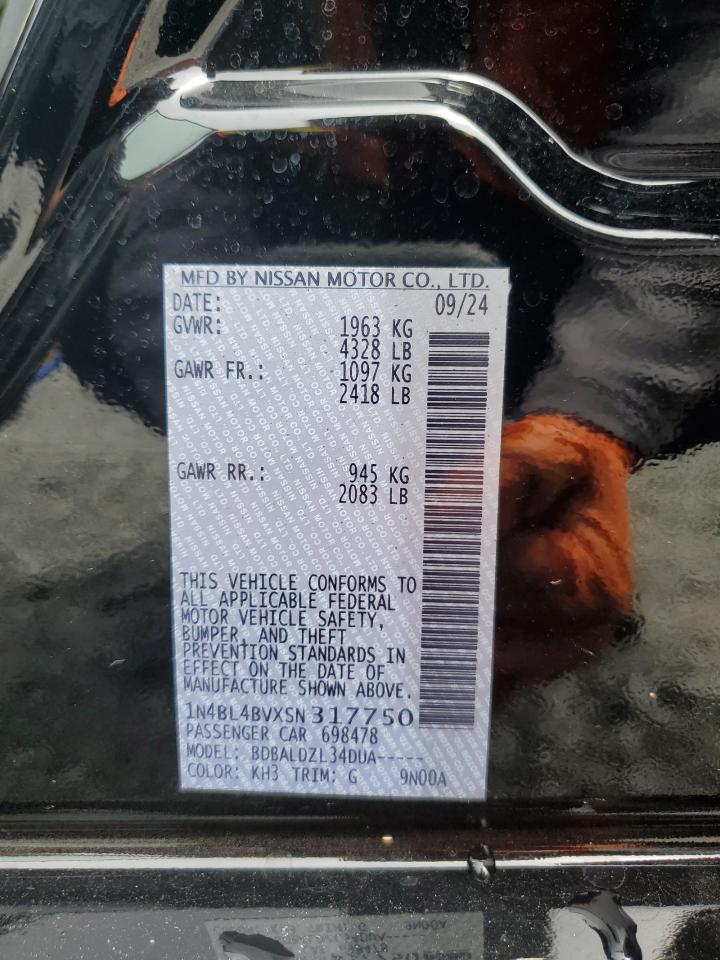 MFD BY NISSAN MOTOR CO., LTD.
DATE: 09/24
GVWR: 1963 KG
4328 LB
GAWR FR.: 1097 KG
2418 LB
GAWR RR.: 945 KG
2083 LB
THIS VEHICLE CONFORMS TO
ALL APPLICABLE FEDERAL
MOTOR VEHICLE SAFETY,
BUMPER, AND THEFT
PREVENTION STANDARDS IN
EFFECT ON THE DATE OF
MANUFACTURE SHOWN ABOVE.
1N4BL4BVXSN317750
PASSENGER CAR 698478
MODEL: BDBALDZL34DUA-----
COLOR: KH3 TRIM: G 9N00A